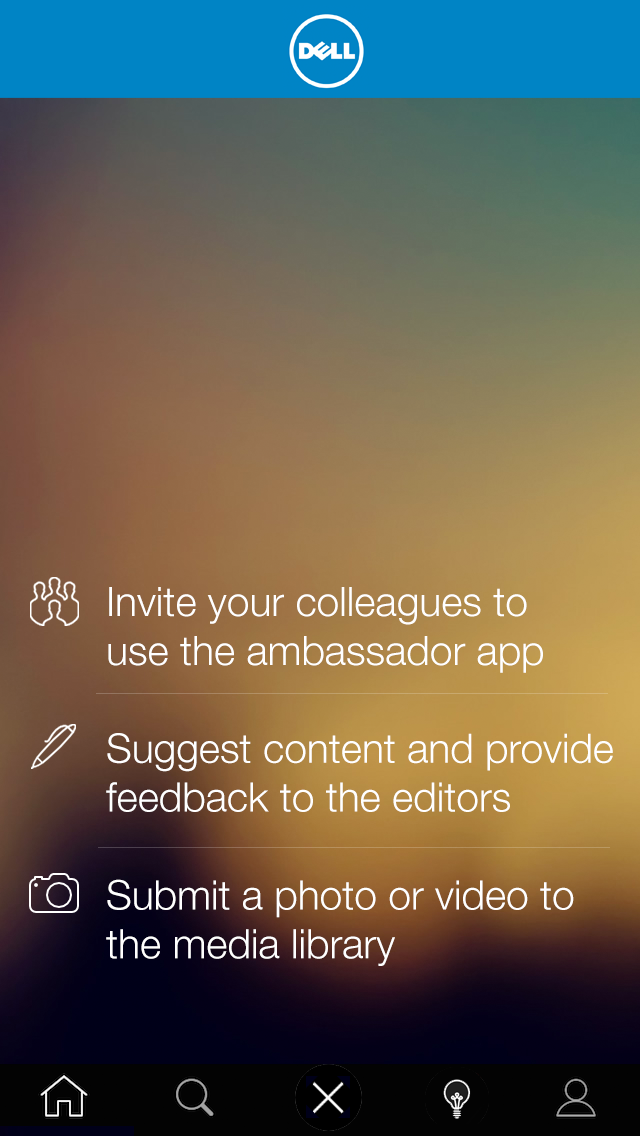 DELL
Invite your colleagues to
use the ambassador app
Suggest content and provide
feedback to the editors
Submit a photo or video to
the media library